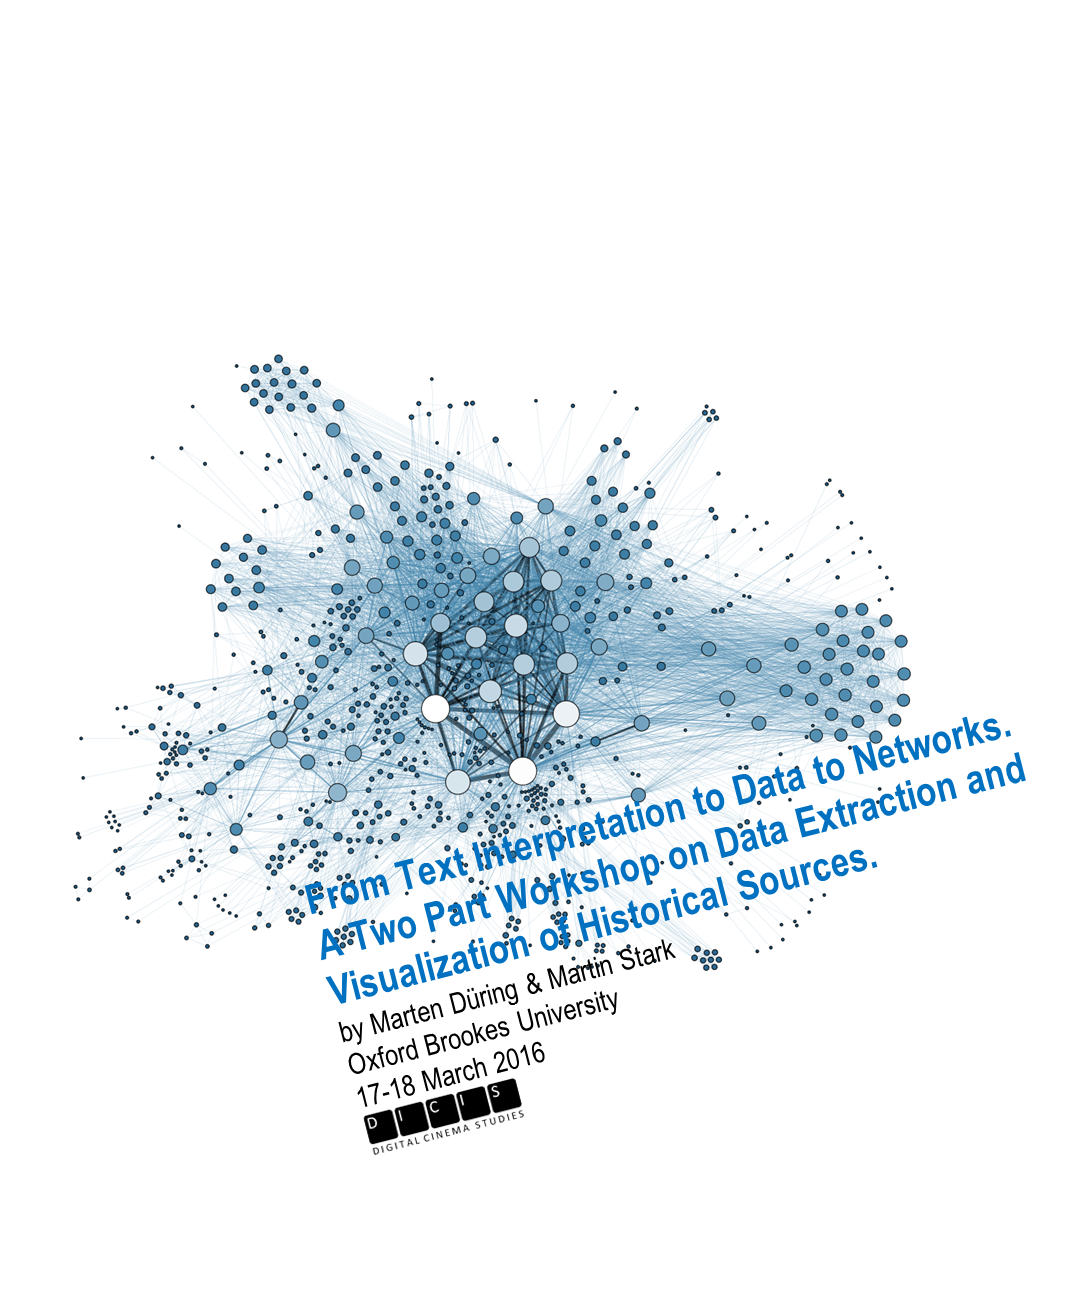 From Text Interpretation to Data to Networks.
A Two Part Workshop on Data Extraction and
Visualization of Historical Sources.
by Marten Düring & Martin Stark
Oxford Brookes University
17-18 March 2016
D I C I S
DIGITAL CINEMA STUDIES